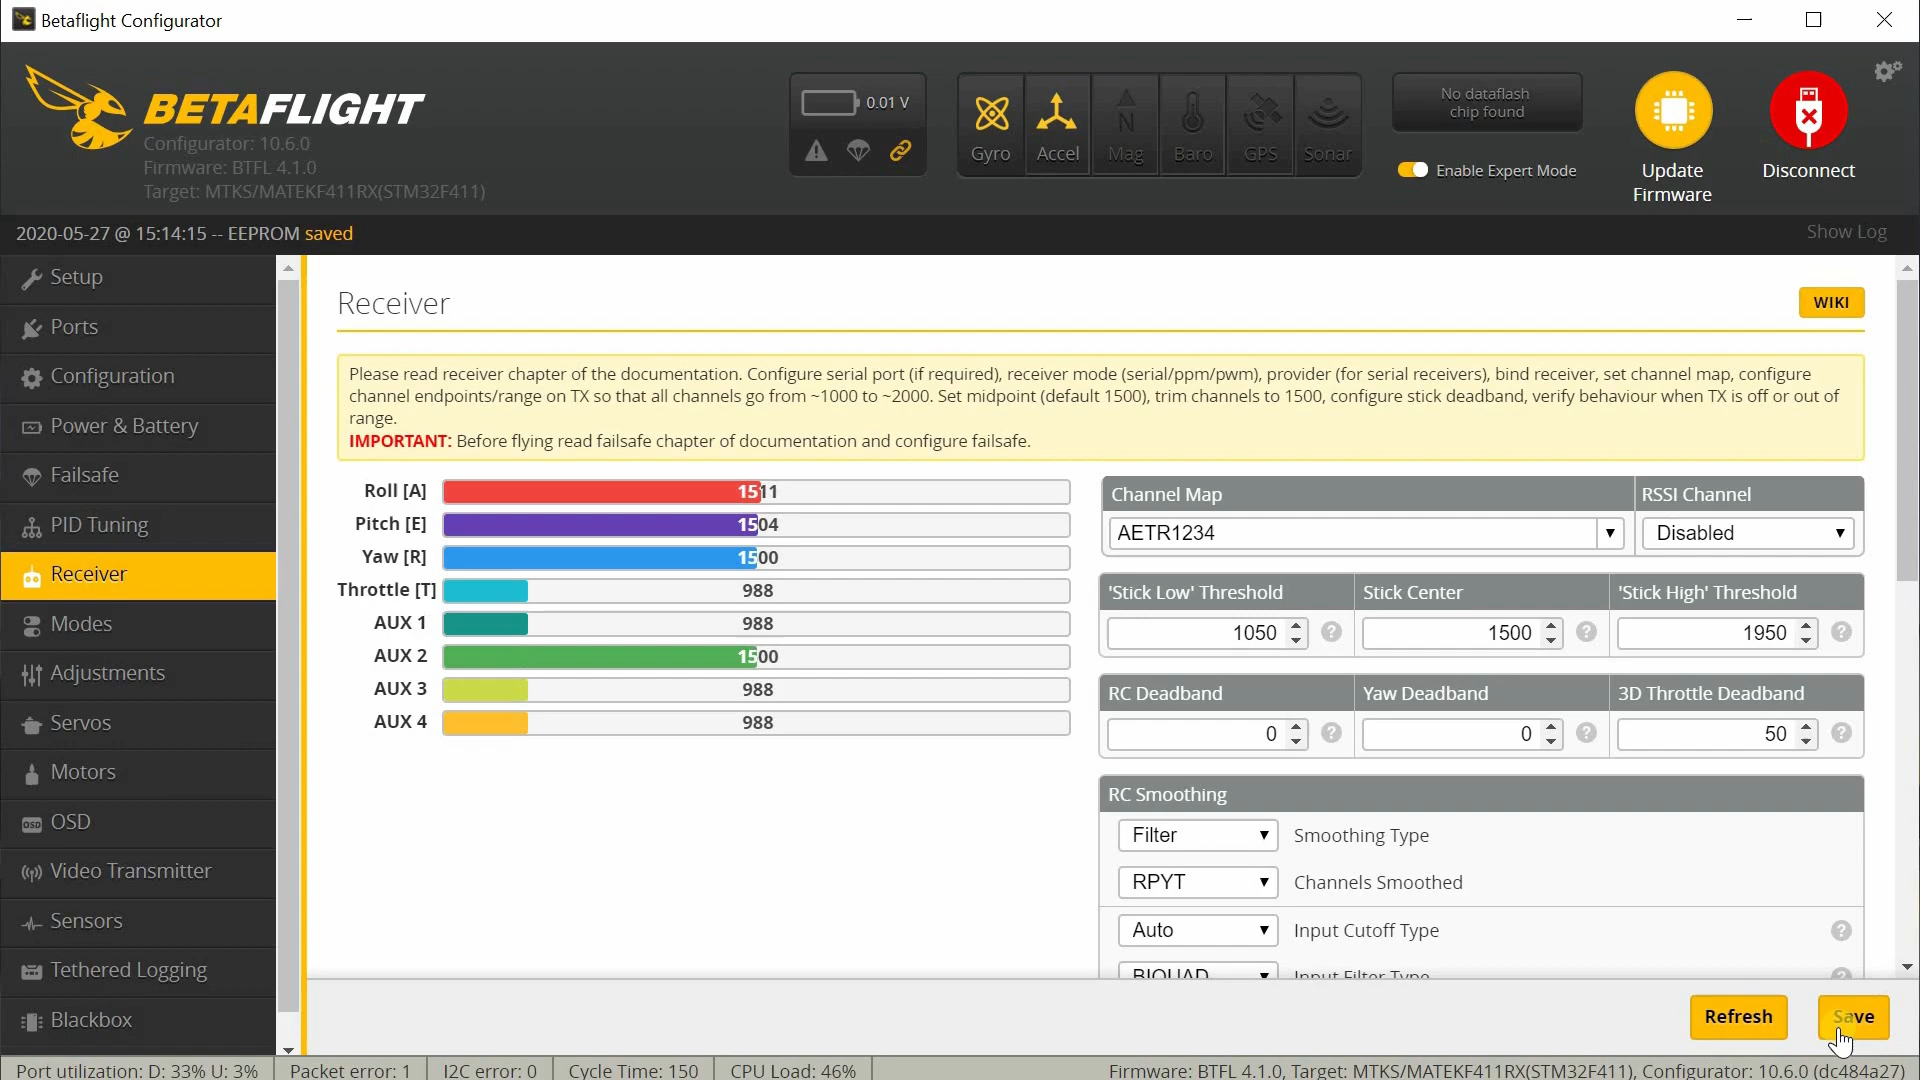 Betaflight Configurator
BETAFLIGHT
Configurator: 10.6.0
Firmware: BTFL 4.1.0
Target: MTKS/MATEKF411RX(STM32F411)
0.01 V
Gyro Accel Mag Baro GPS Sonar
No dataflash
chip found
Enable Expert Mode
Update
Firmware
Disconnect
2020-05-27 @ 15:14:15 -- EEPROM saved
Show Log
Setup
Ports
Configuration
Power & Battery
Failsafe
PID Tuning
Receiver
Modes
Adjustments
Servos
Motors
OSD OSD
Video Transmitter
Sensors
Tethered Logging
Blackbox
Receiver
WIKI
Please read receiver chapter of the documentation. Configure serial port (if required), receiver mode (serial/ppm/pwm), provider (for serial receivers), bind receiver, set channel map, configure
channel endpoints/range on TX so that all channels go from ~1000 to ~2000. Set midpoint (default 1500), trim channels to 1500, configure stick deadband, verify behaviour when TX is off or out of
range.
IMPORTANT: Before flying read failsafe chapter of documentation and configure failsafe.
Roll [A] 1511
Pitch [E] 1504
Yaw [R] 1500
Throttle [T] 988
AUX 1 988
AUX 2 1500
AUX 3 988
AUX 4 988
Channel Map RSSI Channel
AETR1234 Disabled
'Stick Low' Threshold Stick Center 'Stick High' Threshold
1050 ? 1500 ? 1950 ?
RC Deadband Yaw Deadband 3D Throttle Deadband
0 ? 0 ? 50 ?
RC Smoothing
Filter Smoothing Type
RPYT Channels Smoothed
Auto Input Cutoff Type ?
BIQUAD Input Filter Type ?
Refresh Save
Port utilization: D: 33% U: 3% Packet error: 1 I2C error: 0 Cycle Time: 150 CPU Load: 46% Firmware: BTFL 4.1.0, Target: MTKS/MATEKF411RX(STM32F411), Configurator: 10.6.0 (dc484a27)